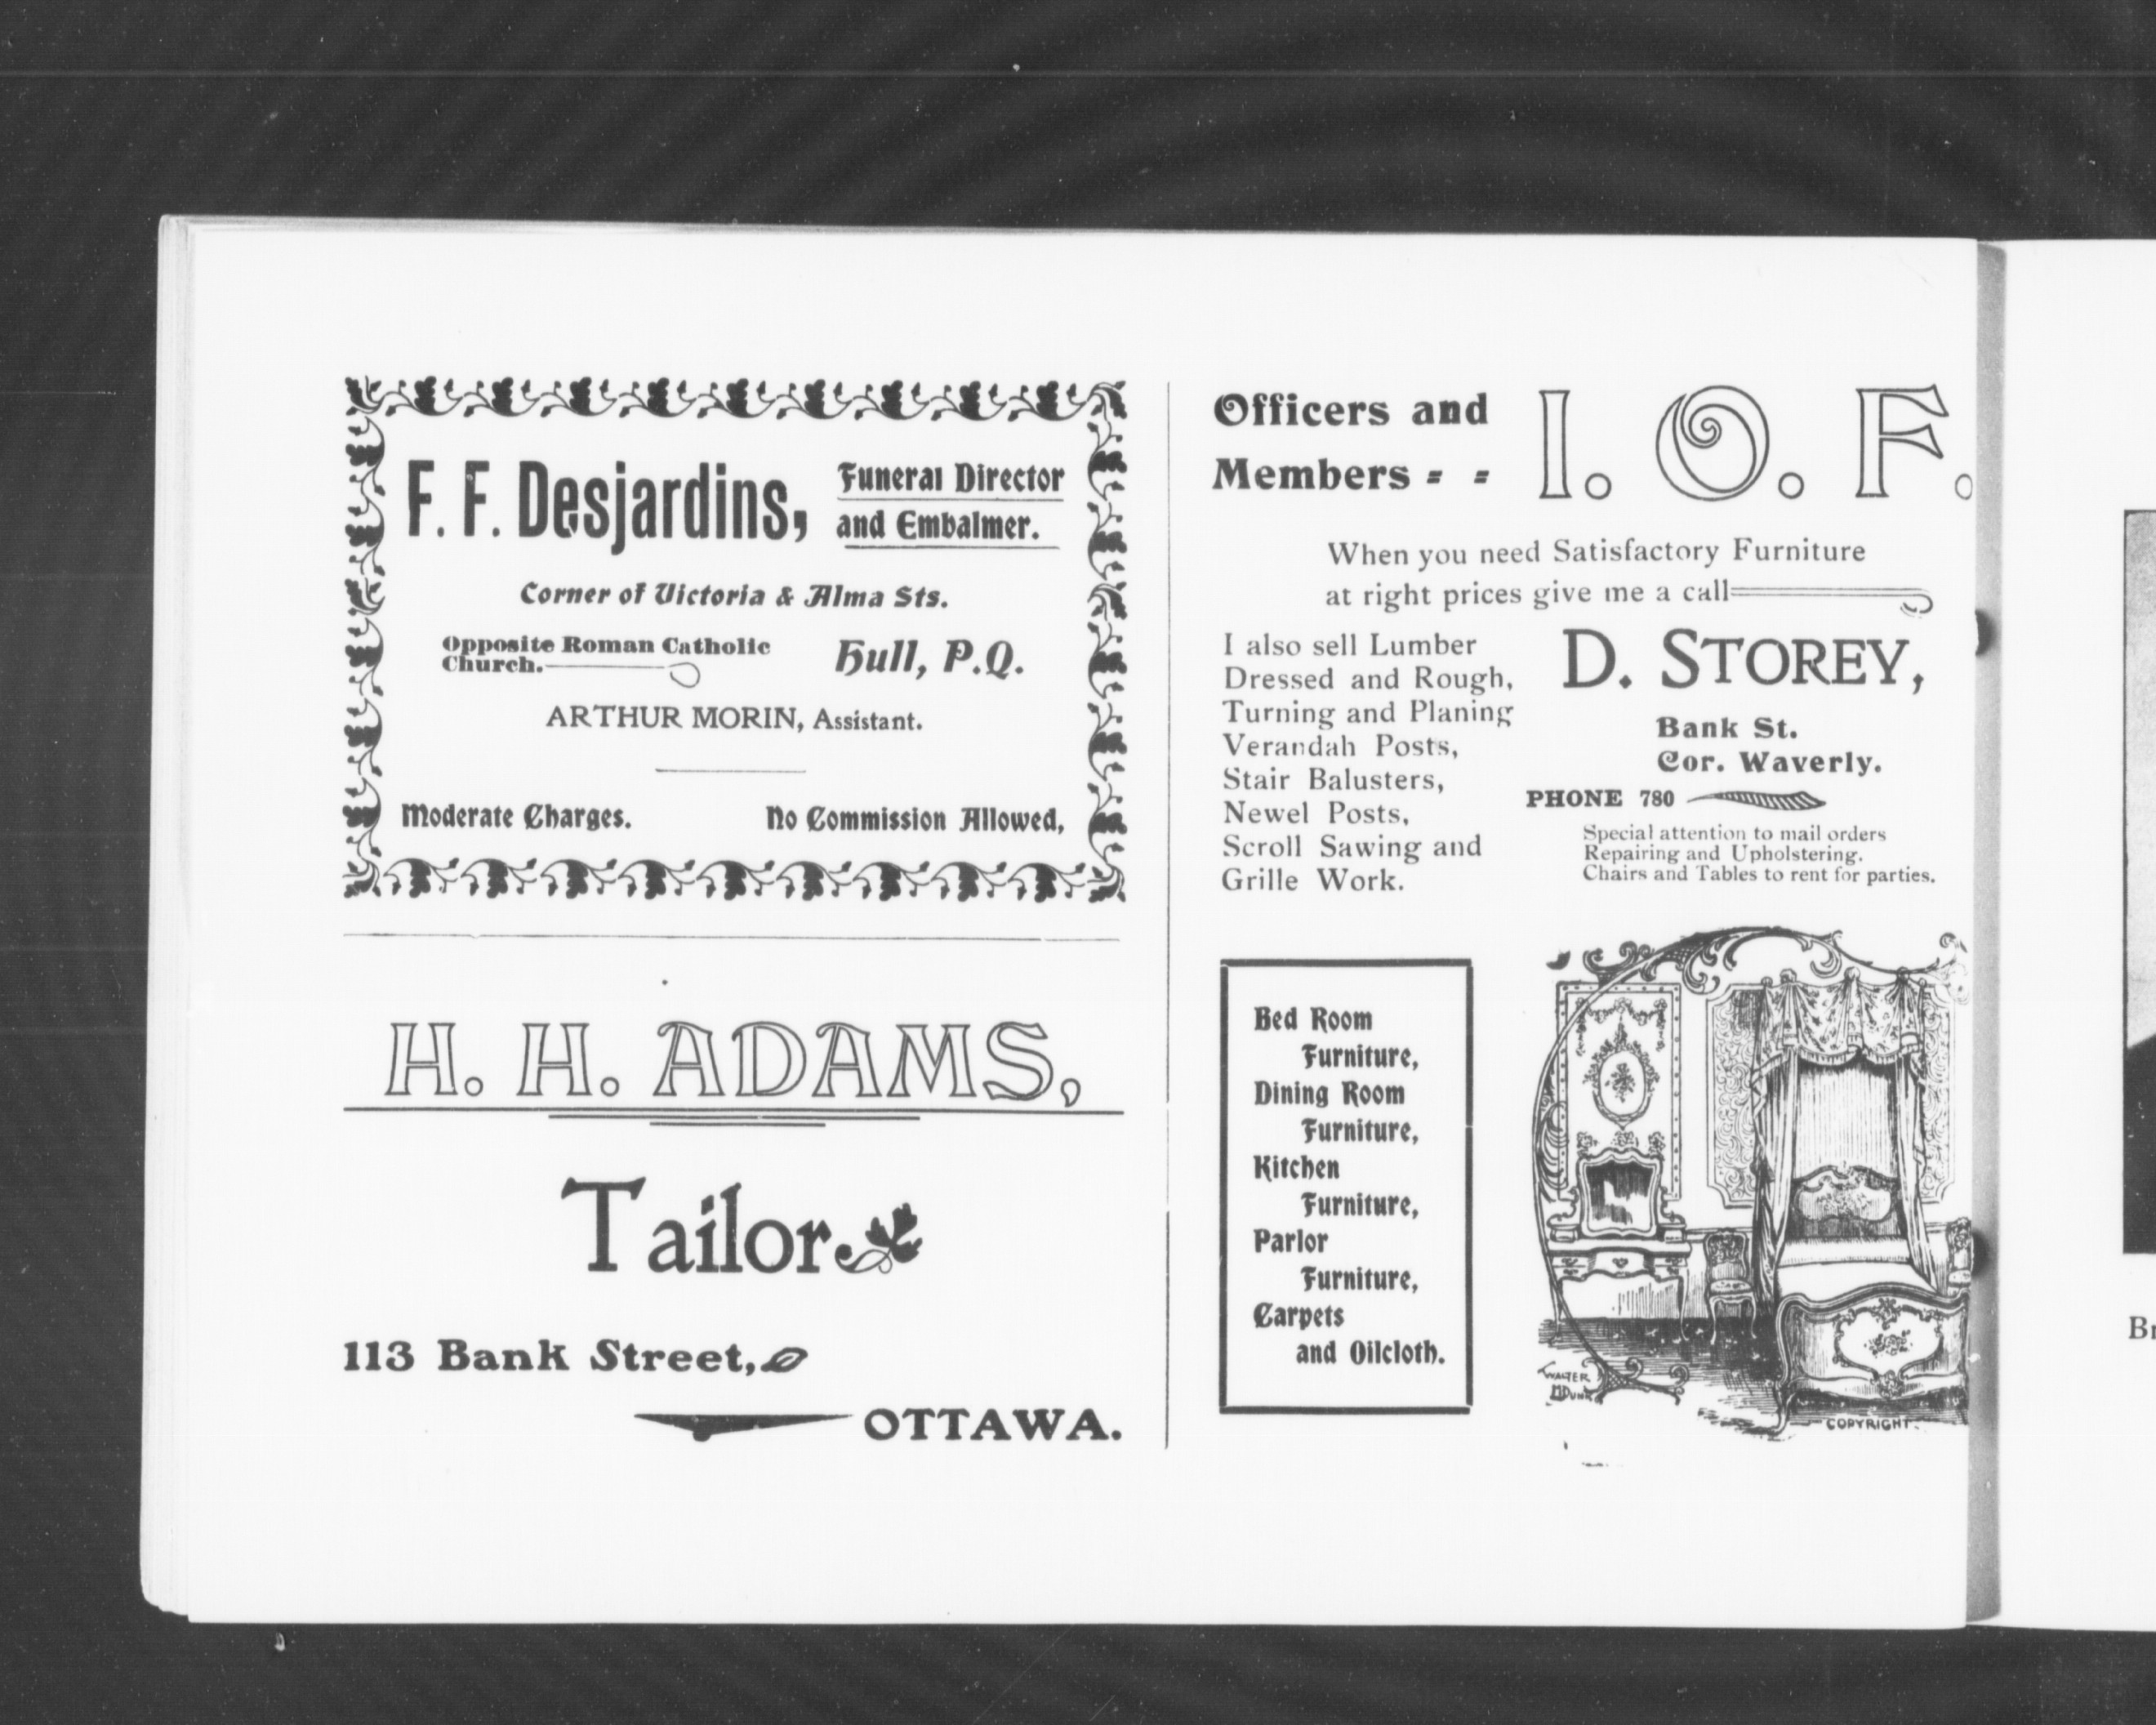 F. F. Desjardins,
Funeral Director
and Embalmer.
Corner of Victoria & Alma Sts.
Opposite Roman Catholic
Church.
Hull, P.Q.
ARTHUR MORIN, Assistant.
Moderate Charges.
No Commission Allowed,
H. H. ADAMS,
Tailor
113 Bank Street,
OTTAWA.
Officers and
Members - -
I. O. F.
When you need Satisfactory Furniture
at right prices give me a call
I also sell Lumber
Dressed and Rough,
Turning and Planing
Verandah Posts,
Stair Balusters,
Newel Posts,
Scroll Sawing and
Grille Work.
D. STOREY,
Bank St.
Cor. Waverly.
PHONE 780
Special attention to mail orders
Repairing and Upholstering.
Chairs and Tables to rent for parties.
Bed Room
Furniture,
Dining Room
Furniture,
Kitchen
Furniture,
Parlor
Furniture,
Carpets
and Oilcloth.
WALTER
COPYRIGHT.